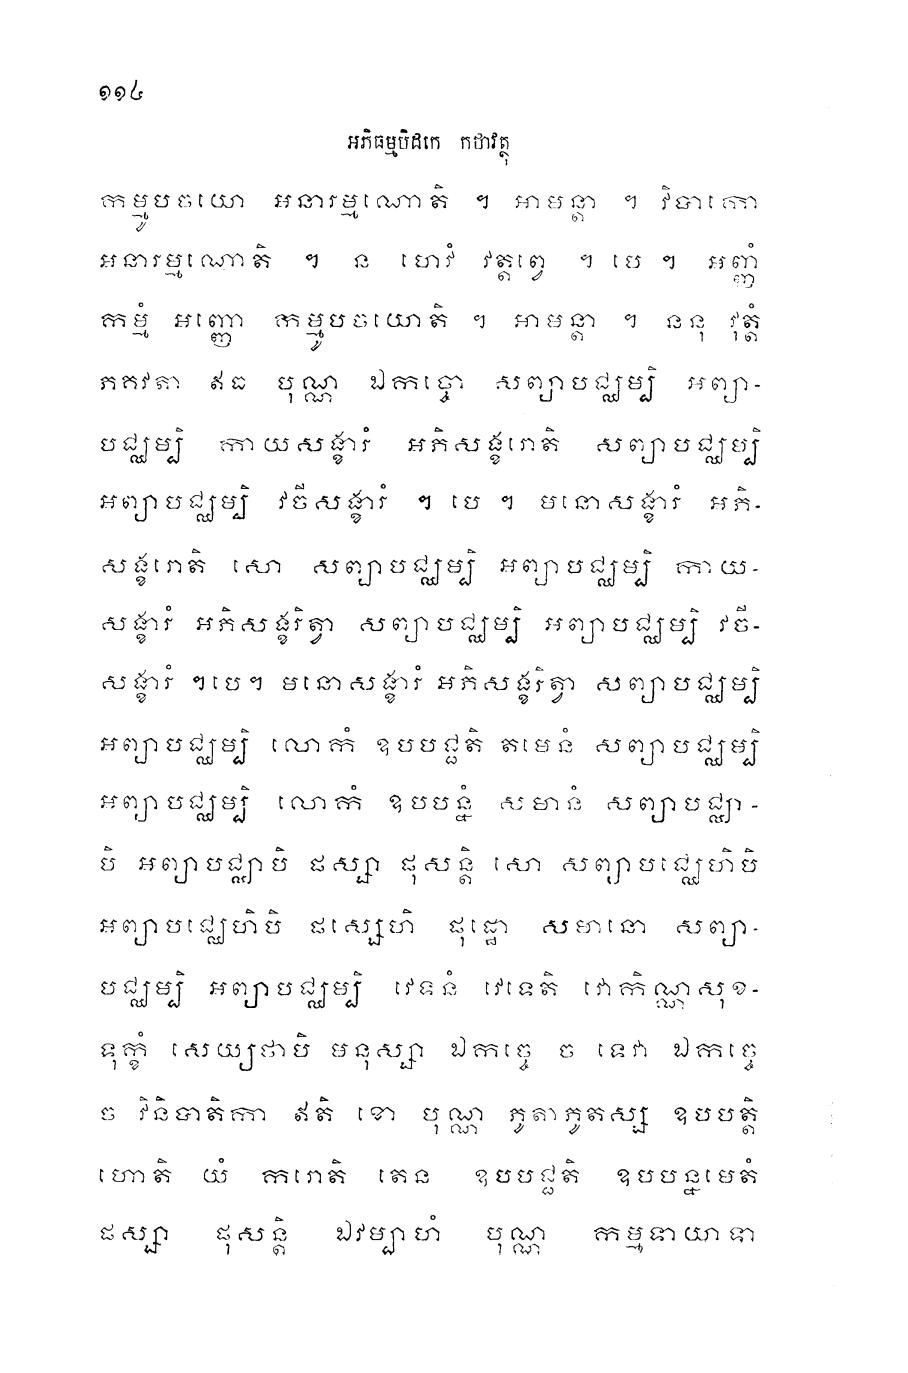 ១១៤
អភិធម្មបិដកេ កថាវត្ថុ
កម្មូបចយោ អនារម្មណោតិ ។ អាមន្តា ។ វិបាកោ
អនារម្មណោតិ ។ ន ហេវំ វត្តព្វេ ។ បេ ។ អញ្ញំ
កម្មំ អញ្ញោ កម្មូបចយោតិ ។ អាមន្តា ។ ននុ វុត្តំ
ភគវតា ឥធ បុណ្ណ ឯកច្ចោ សព្យាបជ្ឈម្បិ អព្យា-
បជ្ឈម្បិ កាយសង្ខារំ អភិសង្ខរោតិ សព្យាបជ្ឈម្បិ
អព្យាបជ្ឈម្បិ វចីសង្ខារំ ។ បេ ។ មនោសង្ខារំ អភិ-
សង្ខរោតិ សោ សព្យាបជ្ឈម្បិ អព្យាបជ្ឈម្បិ កាយ-
សង្ខារំ អភិសង្ខរិត្វា សព្យាបជ្ឈម្បិ អព្យាបជ្ឈម្បិ វចី-
សង្ខារំ ។បេ។ មនោសង្ខារំ អភិសង្ខរិត្វា សព្យាបជ្ឈម្បិ
អព្យាបជ្ឈម្បិ លោកំ ឧបបជ្ជតិ តមេនំ សព្យាបជ្ឈម្បិ
អព្យាបជ្ឈម្បិ លោកំ ឧបបន្នំ សមានំ សព្យាបជ្ឈា-
បិ អព្យាបជ្ឈាបិ ផស្សា ផុសន្តិ សោ សព្យាបជ្ឈេហិបិ
អព្យាបជ្ឈេហិបិ ផស្សេហិ ផុដ្ឋោ សមានោ សព្យា-
បជ្ឈម្បិ អព្យាបជ្ឈម្បិ វេទនំ វេទេតិ វោកិណ្ណសុខ-
ទុក្ខំ សេយ្យថាបិ មនុស្សា ឯកច្ចេ ច ទេវា ឯកច្ចេ
ច វិនិបាតិកា ឥតិ ខោ បុណ្ណ ភូតាភូតស្ស ឧបបត្តិ
ហោតិ យំ ករោតិ តេន ឧបបជ្ជតិ ឧបបន្នមេតំ
ផស្សា ផុសន្តិ ឯវម្បាហំ បុណ្ណ កម្មទាយាទា